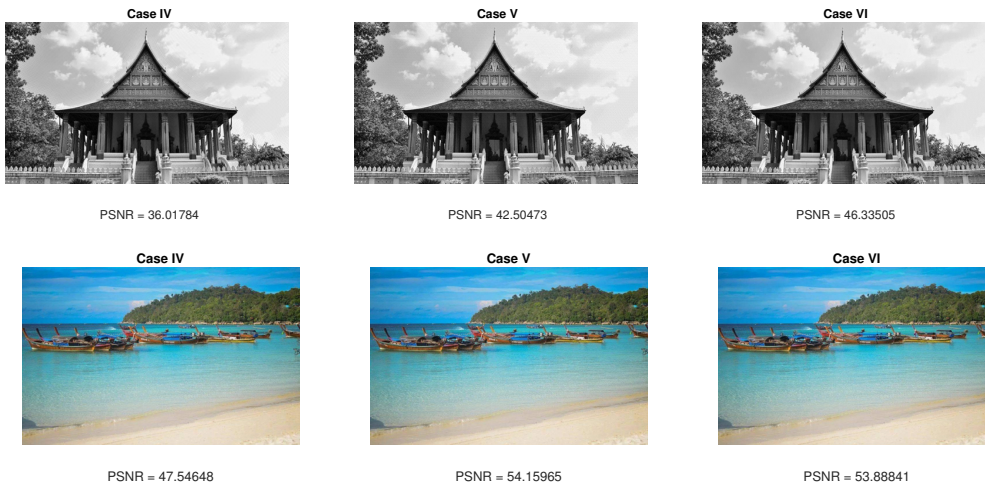 Case IV
Case V
Case VI
PSNR = 36.01784
PSNR = 42.50473
PSNR = 46.33505
Case IV
Case V
Case VI
PSNR = 47.54648
PSNR = 54.15965
PSNR = 53.88841